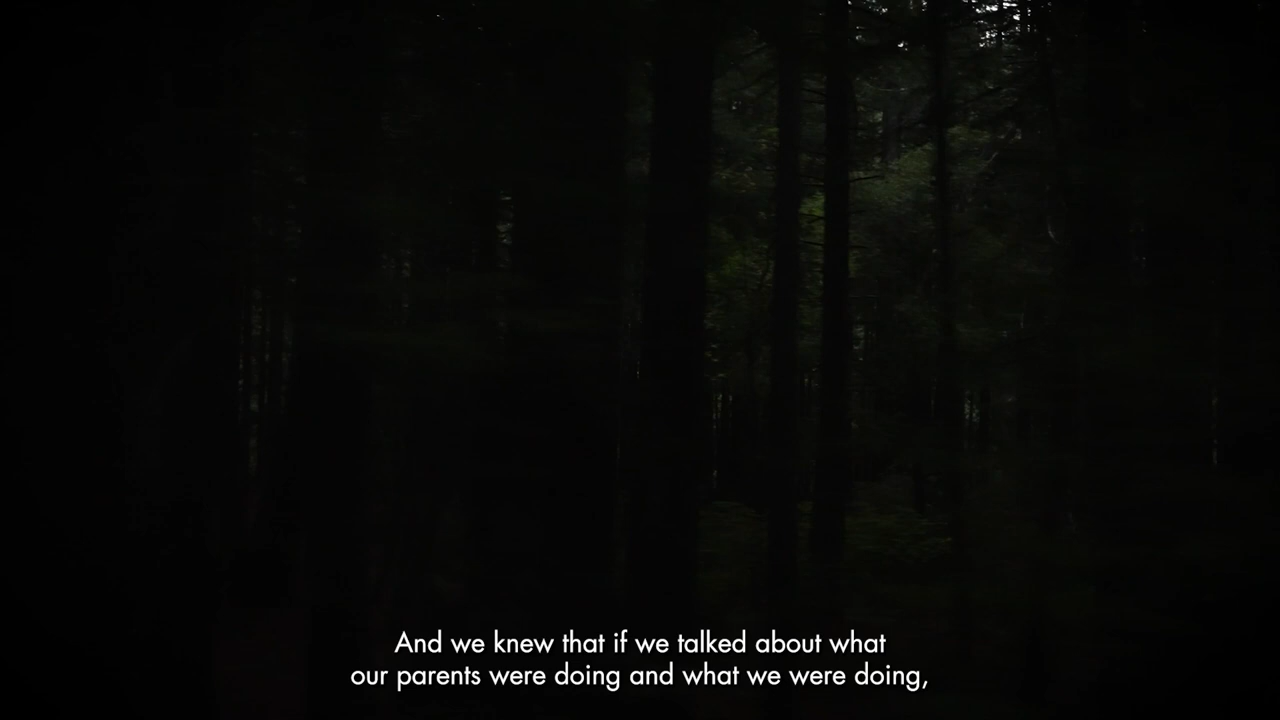 And we knew that if we talked about what
our parents were doing and what we were doing,